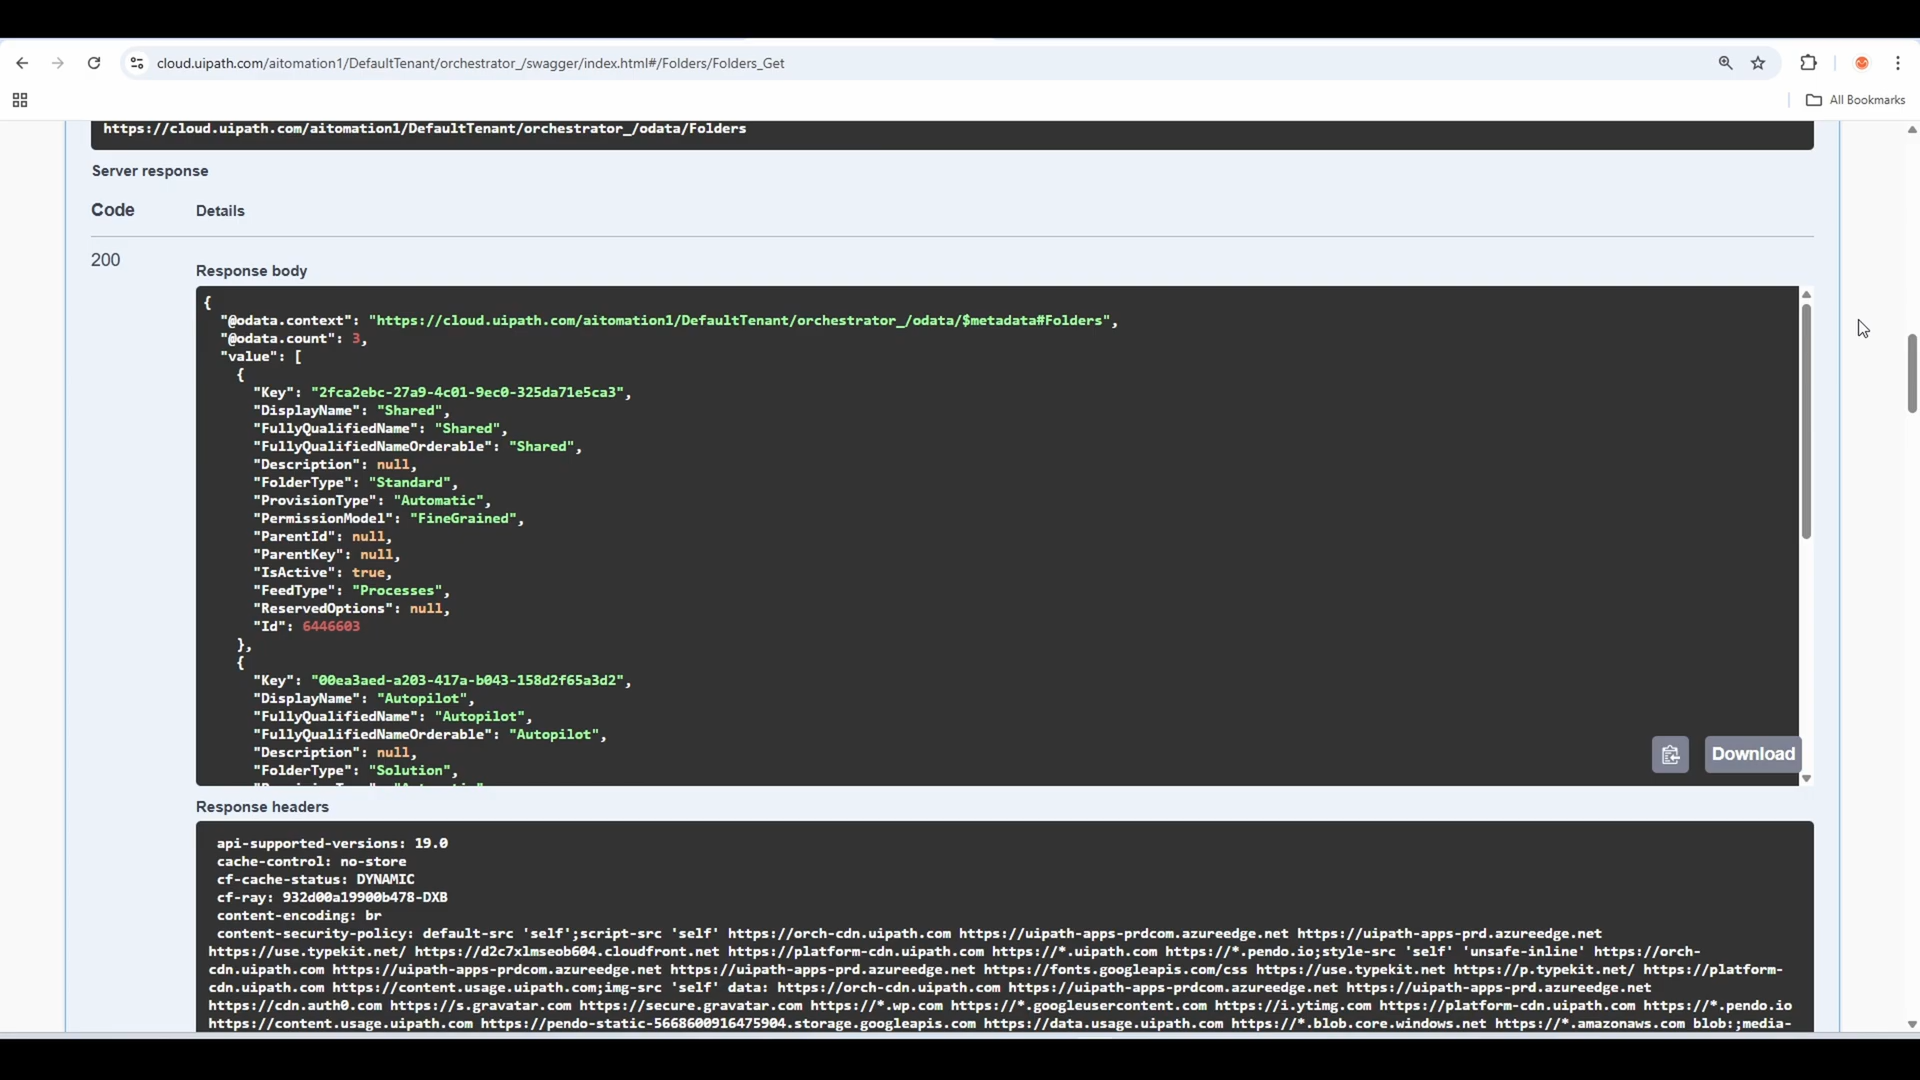 cloud.uipath.com/aitomation1/DefaultTenant/orchestrator_/swagger/index.html#/Folders/Folders_Get
All Bookmarks
https://cloud.uipath.com/aitomation1/DefaultTenant/orchestrator_/odata/Folders
Server response
Code Details
200
Response body
{
"@odata.context": "https://cloud.uipath.com/aitomation1/DefaultTenant/orchestrator_/odata/$metadata#Folders",
"@odata.count": 3,
"value": [
{
"Key": "2fca2ebc-27a9-4c01-9ec0-325da71e5ca3",
"DisplayName": "Shared",
"FullyQualifiedName": "Shared",
"FullyQualifiedNameOrderable": "Shared",
"Description": null,
"FolderType": "Standard",
"ProvisionType": "Automatic",
"PermissionModel": "FineGrained",
"ParentId": null,
"ParentKey": null,
"IsActive": true,
"FeedType": "Processes",
"ReservedOptions": null,
"Id": 6446603
},
{
"Key": "00ea3aed-a203-417a-b043-158d2f65a3d2",
"DisplayName": "Autopilot",
"FullyQualifiedName": "Autopilot",
"FullyQualifiedNameOrderable": "Autopilot",
"Description": null,
"FolderType": "Solution",
Download
Response headers
api-supported-versions: 19.0
cache-control: no-store
cf-cache-status: DYNAMIC
cf-ray: 932d00a19900b478-DXB
content-encoding: br
content-security-policy: default-src 'self';script-src 'self' https://orch-cdn.uipath.com https://uipath-apps-prdcom.azureedge.net https://uipath-apps-prd.azureedge.net
https://use.typekit.net/ https://d2c7xlmseob604.cloudfront.net https://platform-cdn.uipath.com https://*.uipath.com https://*.pendo.io;style-src 'self' 'unsafe-inline' https://orch-
cdn.uipath.com https://uipath-apps-prdcom.azureedge.net https://uipath-apps-prd.azureedge.net https://fonts.googleapis.com/css https://use.typekit.net https://p.typekit.net/ https://platform-
cdn.uipath.com https://content.usage.uipath.com;img-src 'self' data: https://orch-cdn.uipath.com https://uipath-apps-prdcom.azureedge.net https://uipath-apps-prd.azureedge.net
https://cdn.auth0.com https://s.gravatar.com https://secure.gravatar.com https://*.wp.com https://*.googleusercontent.com https://i.ytimg.com https://platform-cdn.uipath.com https://*.pendo.io
https://content.usage.uipath.com https://pendo-static-5668600916475904.storage.googleapis.com https://data.usage.uipath.com https://*.blob.core.windows.net https://*.amazonaws.com blob:;media-